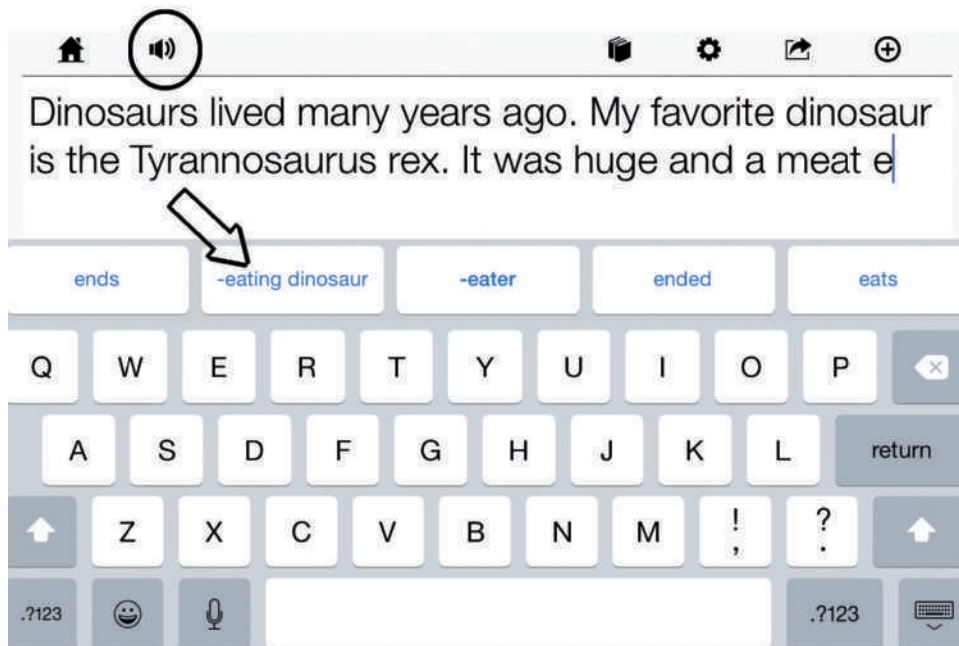 Dinosaurs lived many years ago. My favorite dinosaur
is the Tyrannosaurus rex. It was huge and a meat e
ends -eating dinosaur -eater ended eats
Q W E R T Y U I O P
A S D F G H J K L return
Z X C V B N M ! , ? .
.?123 .?123